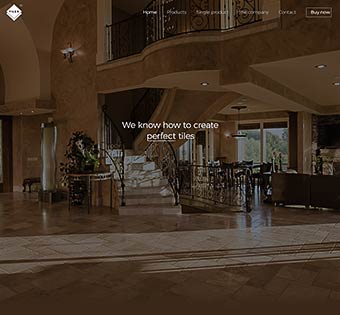 Home Products Single product The company Contact Buy now
We know how to create
perfect tiles